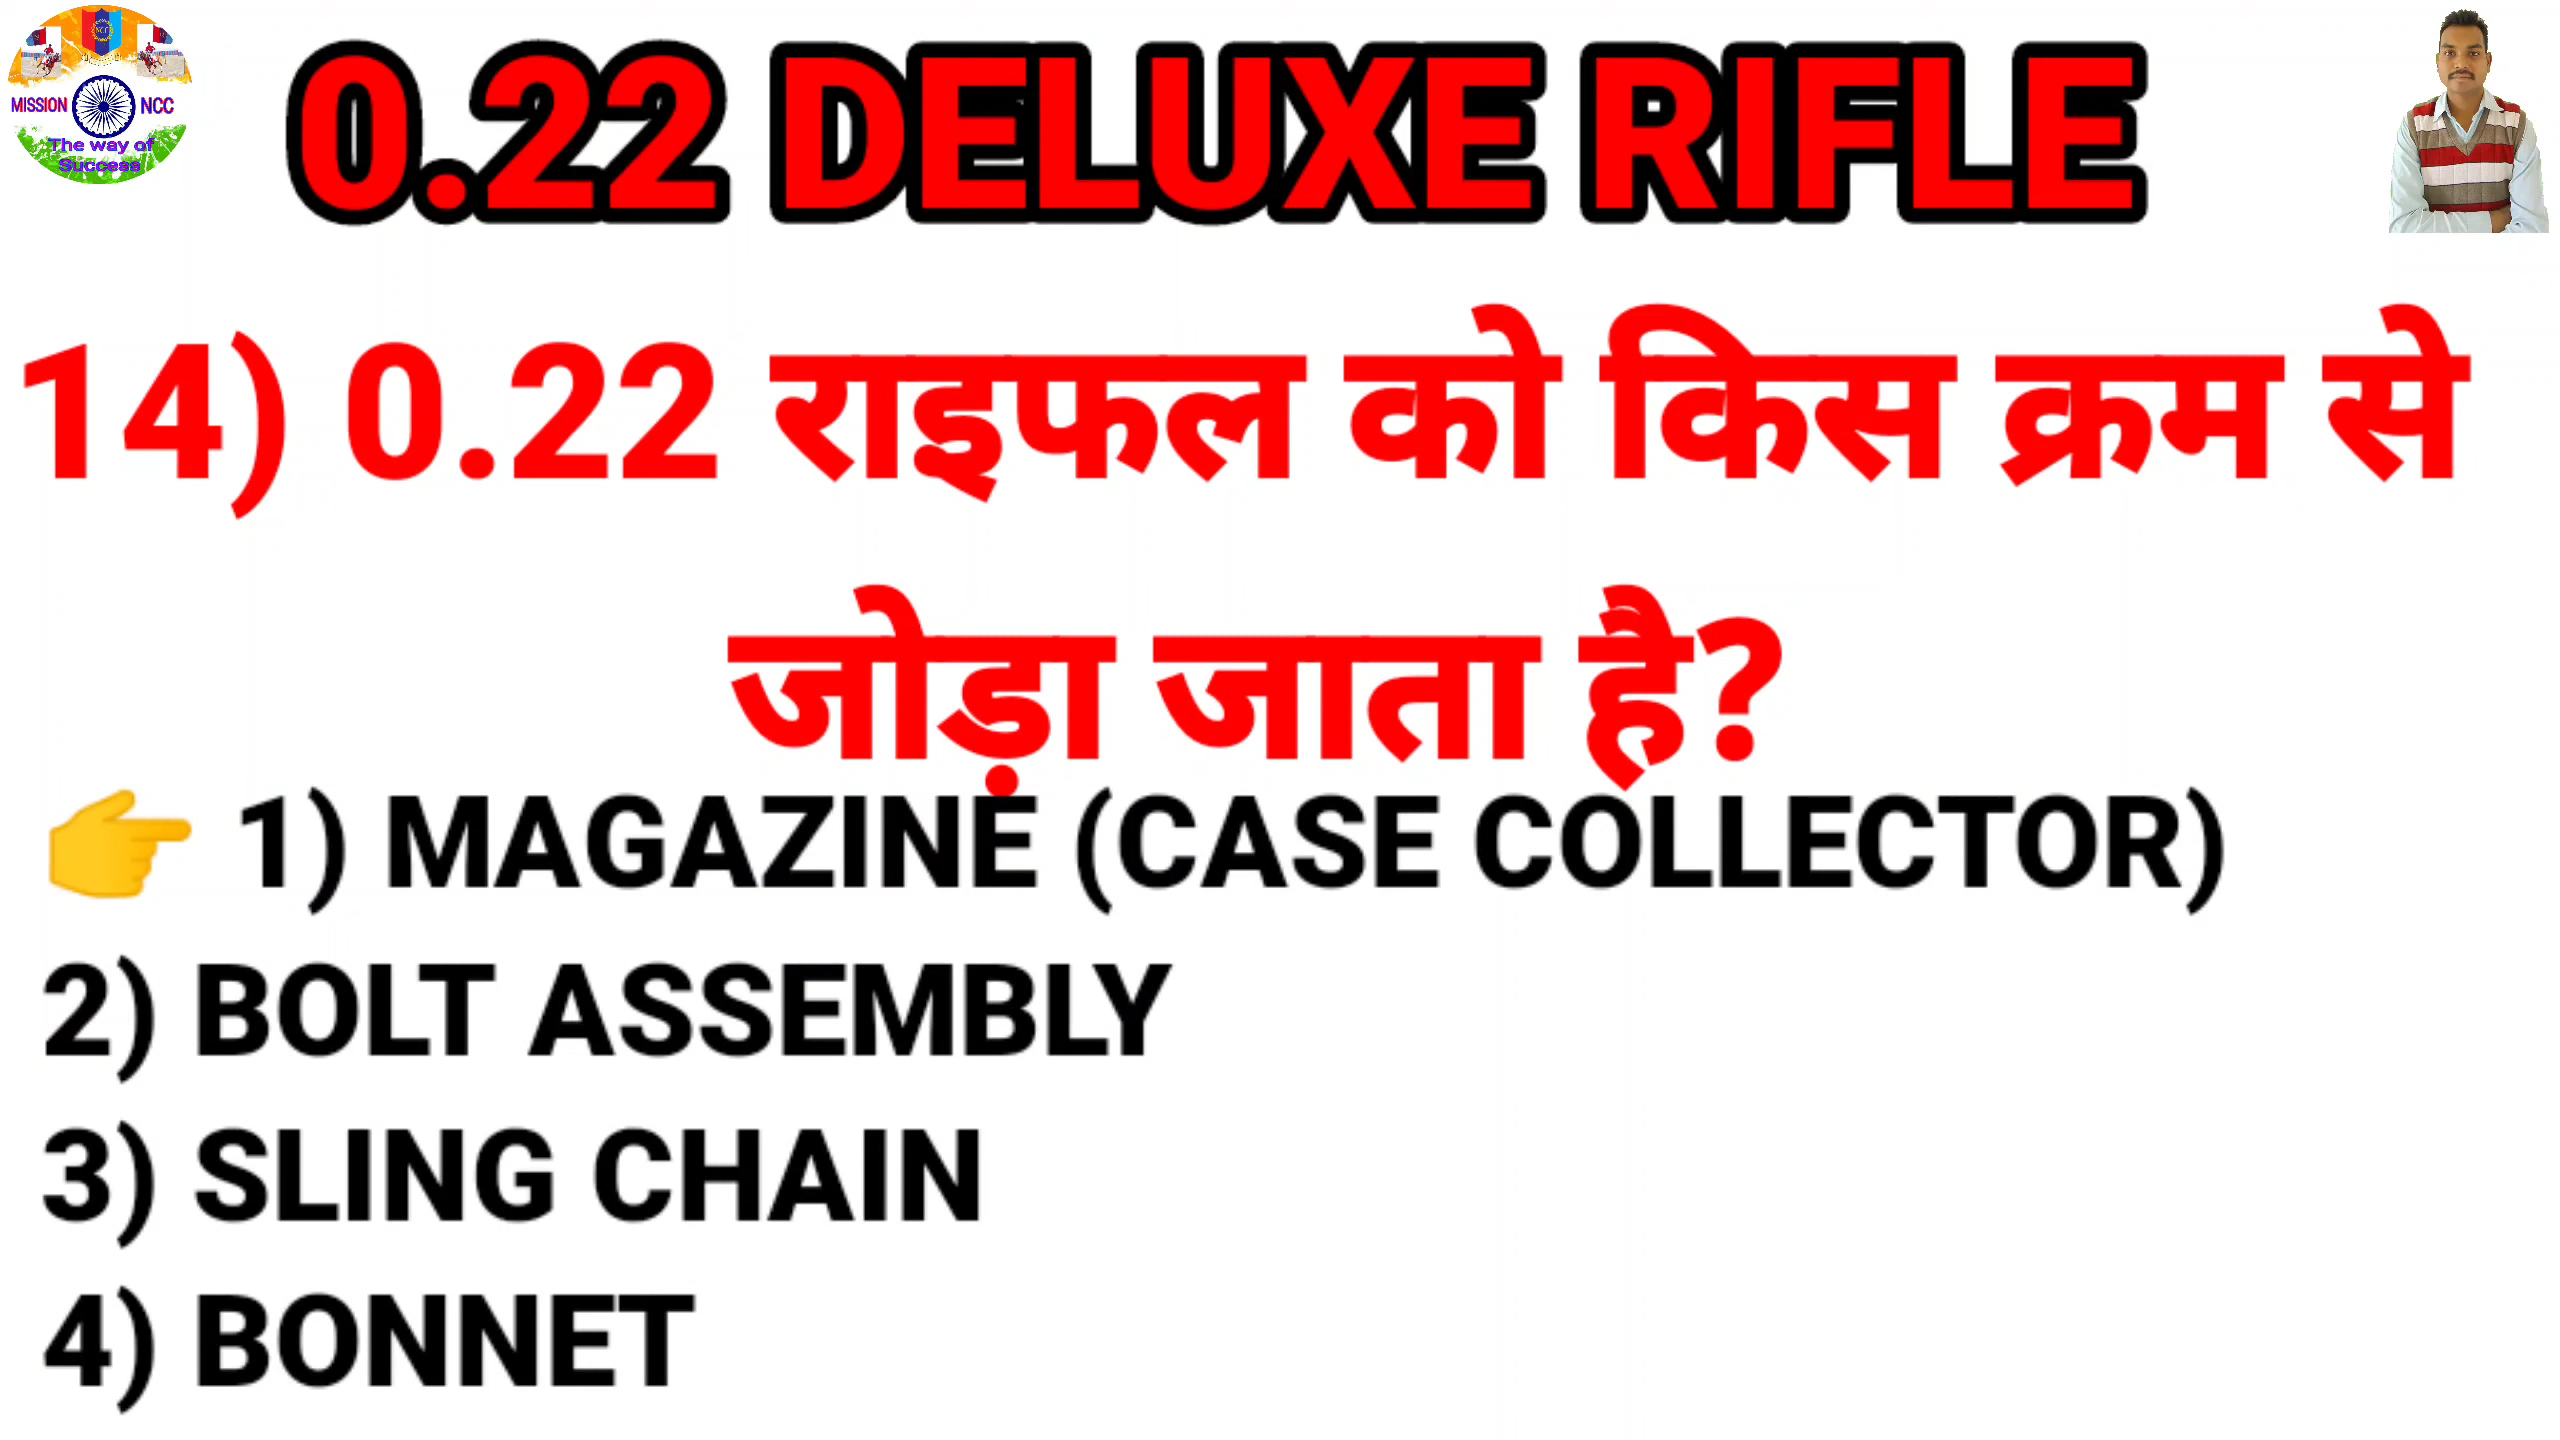 MISSION NCC
The way of
Success
0.22 DELUXE RIFLE
14) 0.22 राइफल को किस क्रम से
जोड़ा जाता है?
👉 1) MAGAZINE (CASE COLLECTOR)
2) BOLT ASSEMBLY
3) SLING CHAIN
4) BONNET